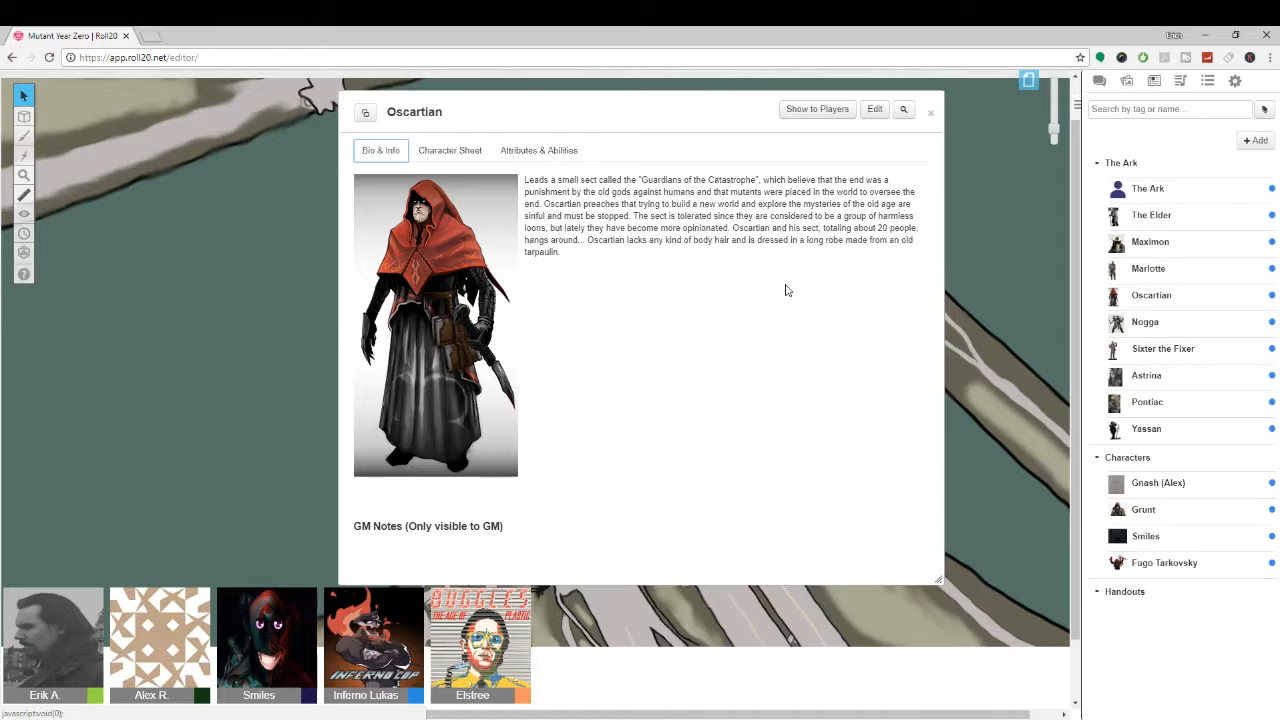 Mutant Year Zero | Roll20
https://app.roll20.net/editor/
Oscartian
Show to Players
Edit
Bio & Info
Character Sheet
Attributes & Abilities
Leads a small sect called the "Guardians of the Catastrophe", which believe that the end was a
punishment by the old gods against humans and that mutants were placed in the world to oversee the
end. Oscartian preaches that trying to build a new world and explore the mysteries of the old age are
sinful and must be stopped. The sect is tolerated since they are considered to be a group of harmless
loons, but lately they have become more opinionated. Oscartian and his sect, totaling about 20 people,
hangs around... Oscartian lacks any kind of body hair and is dressed in a long robe made from an old
tarpaulin.
GM Notes (Only visible to GM)
Search by tag or name...
+ Add
- The Ark
The Ark
The Elder
Maximon
Marlotte
Oscartian
Nogga
Sixter the Fixer
Astrina
Pontiac
Yassan
- Characters
Gnash (Alex)
Grunt
Smiles
Fugo Tarkovsky
- Handouts
BUGGLES
THE AGE OF PLASTIC
INFERNO COP
Erik A.
Alex R.
Smiles
Inferno Lukas
Elstree
javascript:void(0);